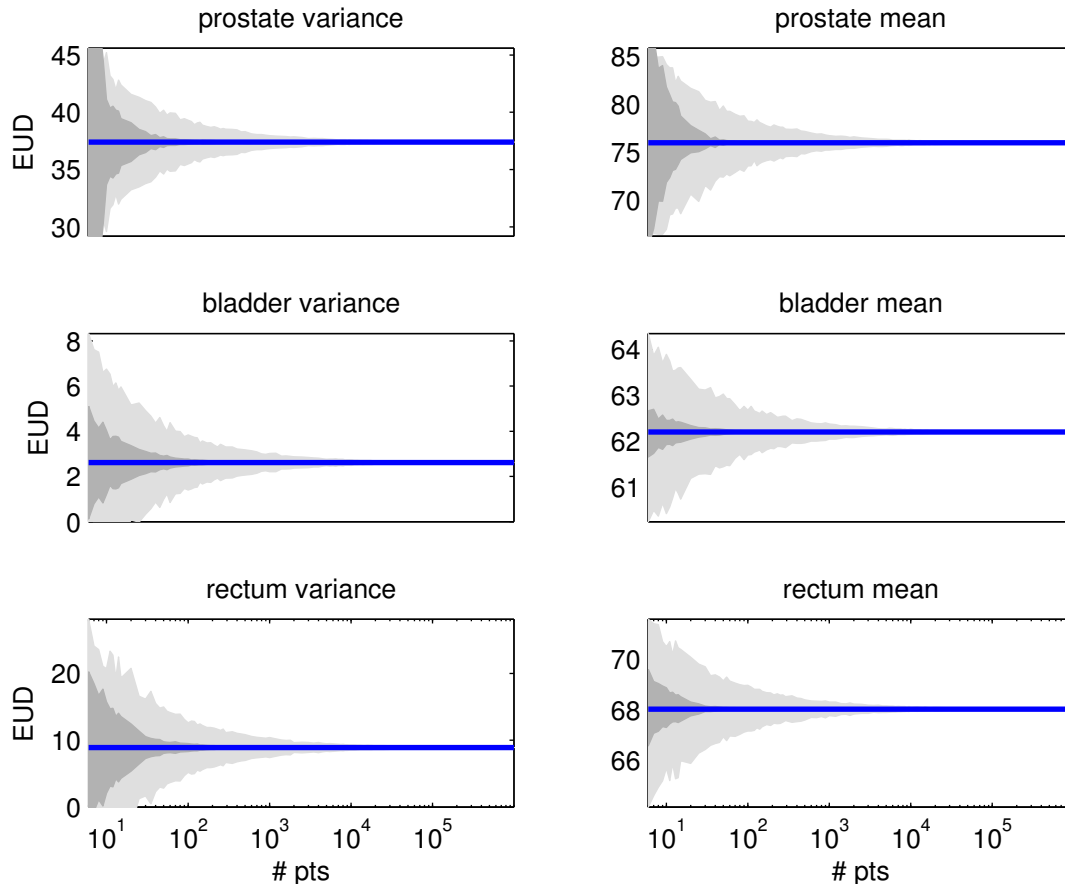 prostate variance
prostate mean
EUD
45
40
35
30
85
80
75
70
bladder variance
bladder mean
EUD
8
6
4
2
0
64
63
62
61
rectum variance
rectum mean
EUD
20
10
0
70
68
66
10^1 10^2 10^3 10^4 10^5
# pts
10^1 10^2 10^3 10^4 10^5
# pts